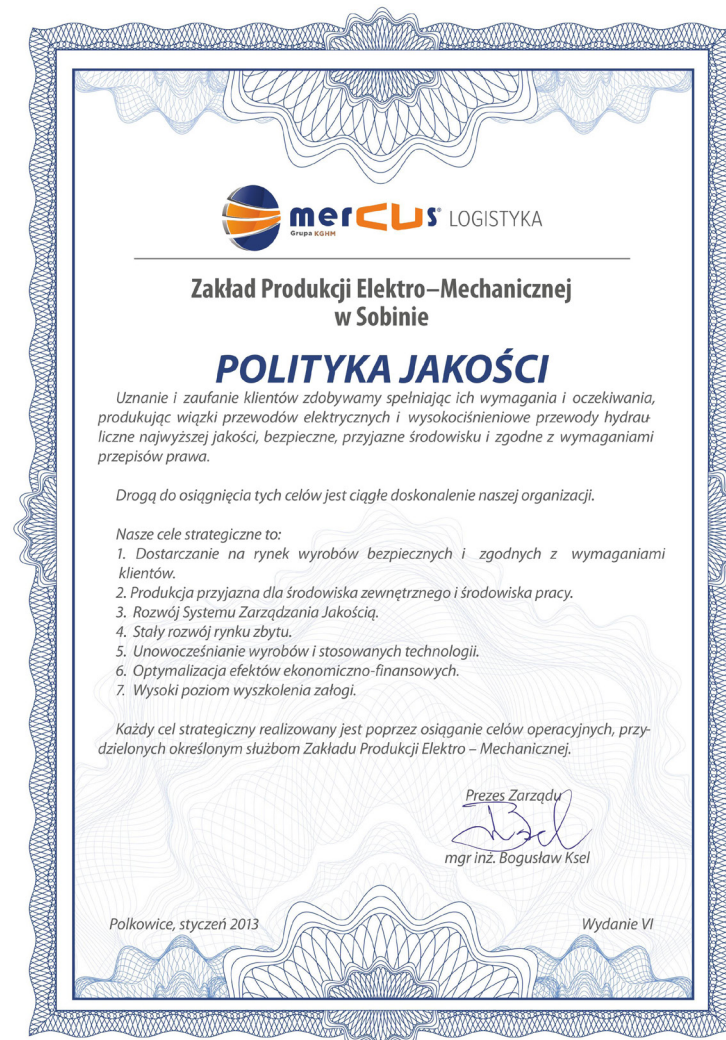 mercus® LOGISTYKA
Grupa KGHM
Zakład Produkcji Elektro–Mechanicznej
w Sobinie
POLITYKA JAKOŚCI
Uznanie i zaufanie klientów zdobywamy spełniając ich wymagania i oczekiwania,
produkując wiązki przewodów elektrycznych i wysokociśnieniowe przewody hydrau-
liczne najwyższej jakości, bezpieczne, przyjazne środowisku i zgodne z wymaganiami
przepisów prawa.
Drogą do osiągnięcia tych celów jest ciągłe doskonalenie naszej organizacji.
Nasze cele strategiczne to:
1. Dostarczanie na rynek wyrobów bezpiecznych i zgodnych z wymaganiami
klientów.
2. Produkcja przyjazna dla środowiska zewnętrznego i środowiska pracy.
3. Rozwój Systemu Zarządzania Jakością.
4. Stały rozwój rynku zbytu.
5. Unowocześnianie wyrobów i stosowanych technologii.
6. Optymalizacja efektów ekonomiczno-finansowych.
7. Wysoki poziom wyszkolenia załogi.
Każdy cel strategiczny realizowany jest poprzez osiąganie celów operacyjnych, przy-
dzielonych określonym służbom Zakładu Produkcji Elektro – Mechanicznej.
Prezes Zarządu
mgr inż. Bogusław Ksel
Polkowice, styczeń 2013
Wydanie VI